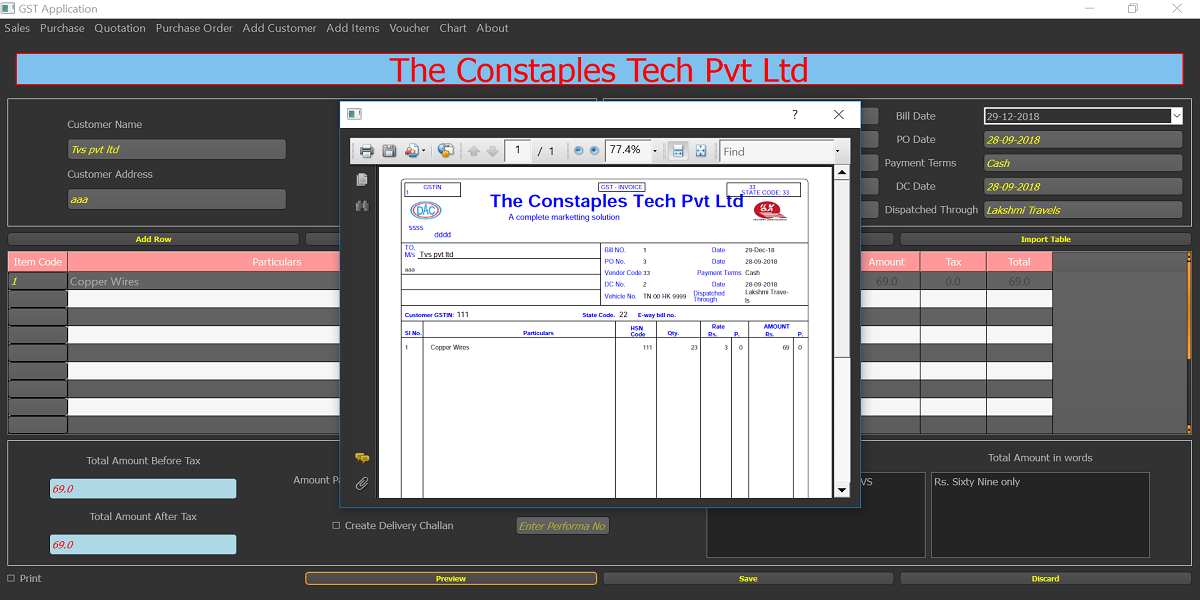 GST Application
Sales Purchase Quotation Purchase Order Add Customer Add Items Voucher Chart About
The Constaples Tech Pvt Ltd
Customer Name
Tvs pvt ltd
Customer Address
aaa
Bill Date 29-12-2018
PO Date 28-09-2018
Payment Terms Cash
DC Date 28-09-2018
Dispatched Through Lakshmi Travels
Add Row Import Table
Item Code Particulars Amount Tax Total
1 Copper Wires 69.0 0.0 69.0
?
1 / 1 77.4% Find
GSTIN GST - INVOICE 33
1 STATE CODE: 33
The Constaples Tech Pvt Ltd
DAC
A complete marketting solution
ssss
dddd
TO,
M/s Tvs pvt ltd
aaa
Bill NO. 1 Date 29-Dec-18
PO No. 3 Date 28-09-2018
Vendor Code 33 Payment Terms Cash
DC No. 2 Date 28-09-2018
Vehicle No. TN 00 HK 9999 Dispatched Through Lakshmi Trave-
ls
Customer GSTIN: 111 State Code. 22 E-way bill no.
Sl No. Particulars HSN Code Qty. Rate Rs. P. AMOUNT Rs. P.
1 Copper Wires 111 23 3 0 69 0
Total Amount Before Tax
69.0
Total Amount After Tax
69.0
Amount
Create Delivery Challan Enter Performa No
Total Amount in words
Rs. Sixty Nine only
Print Preview Save Discard